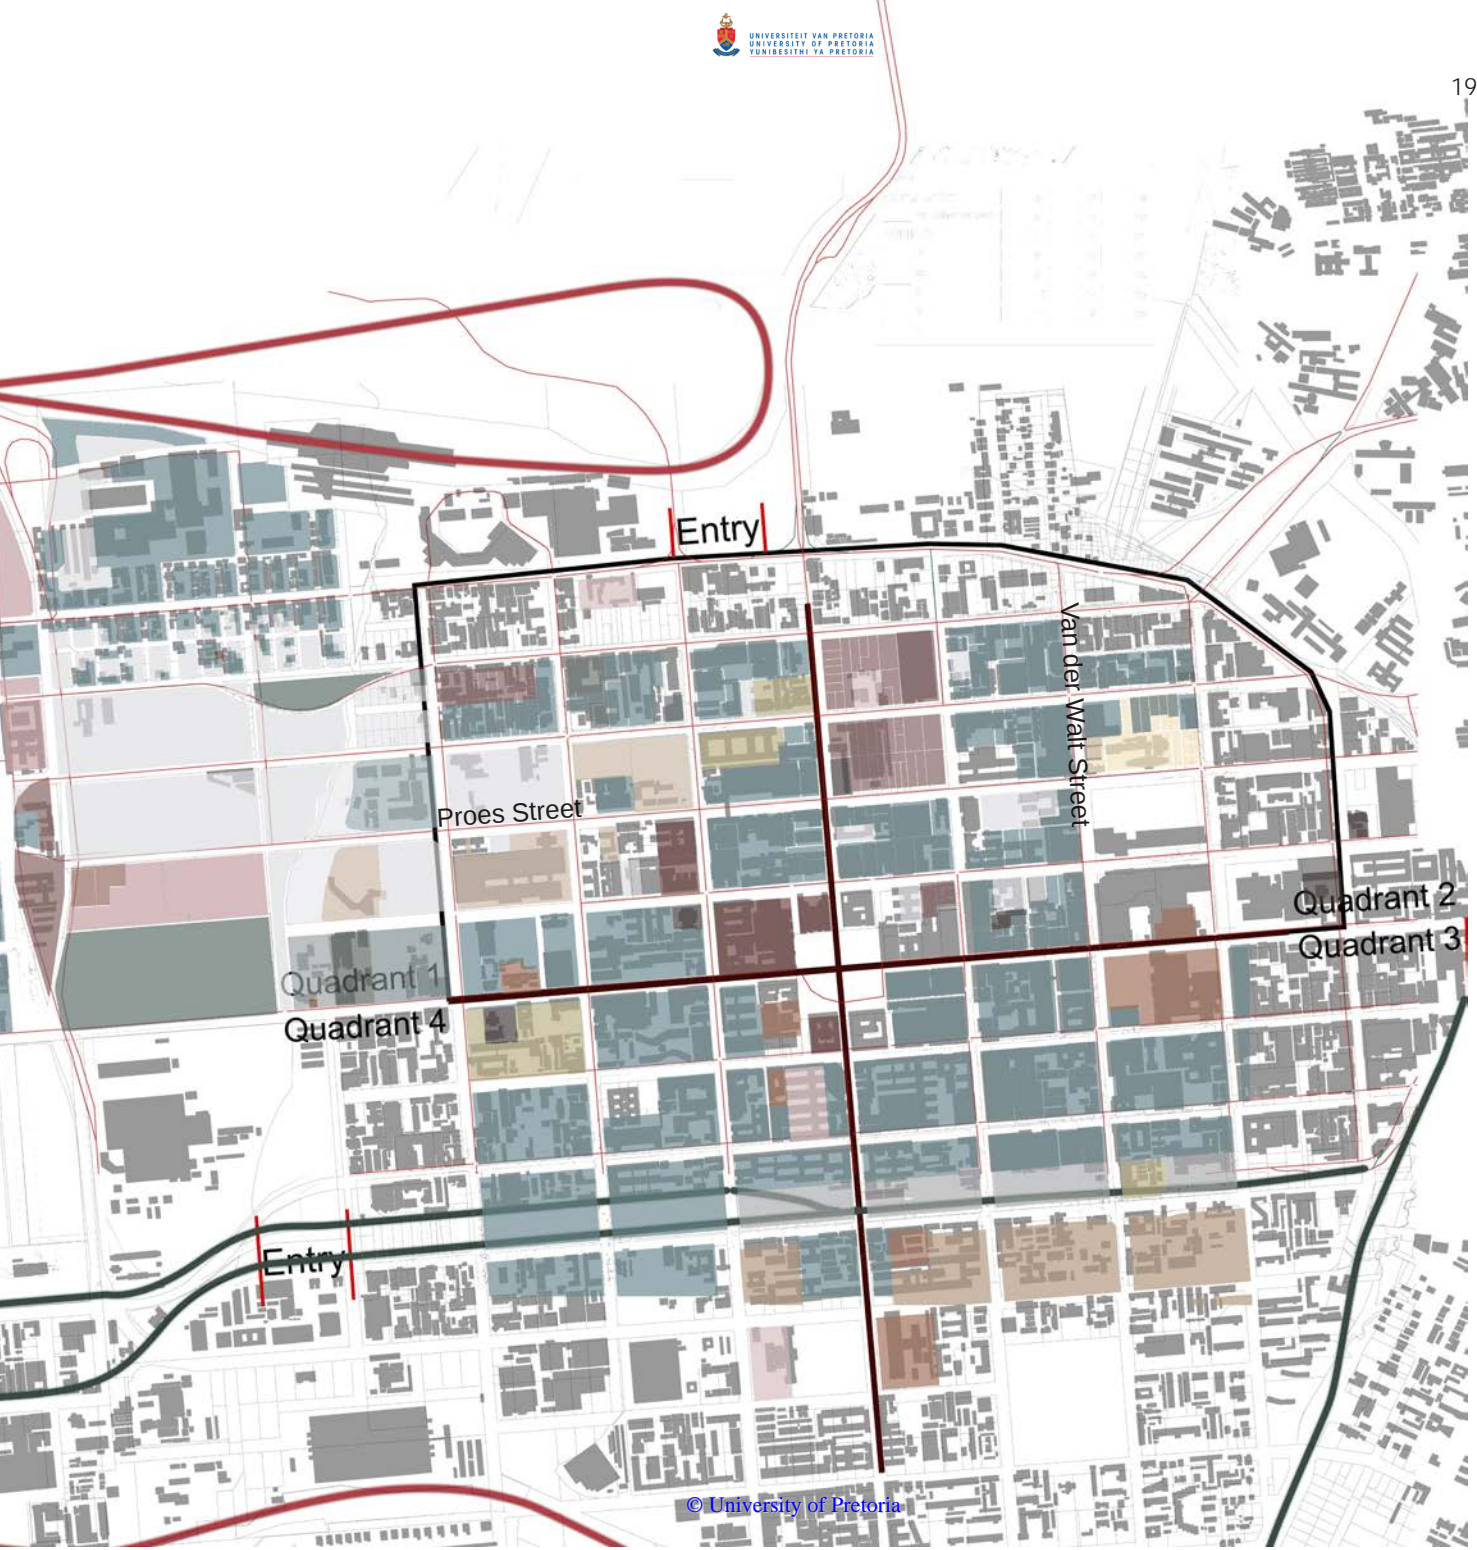 UNIVERSITEIT VAN PRETORIA
UNIVERSITY OF PRETORIA
YUNIBESITHI YA PRETORIA
19
Entry
Van der Walt Street
Proes Street
Quadrant 2
Quadrant 3
Quadrant 1
Quadrant 4
Entry
© University of Pretoria